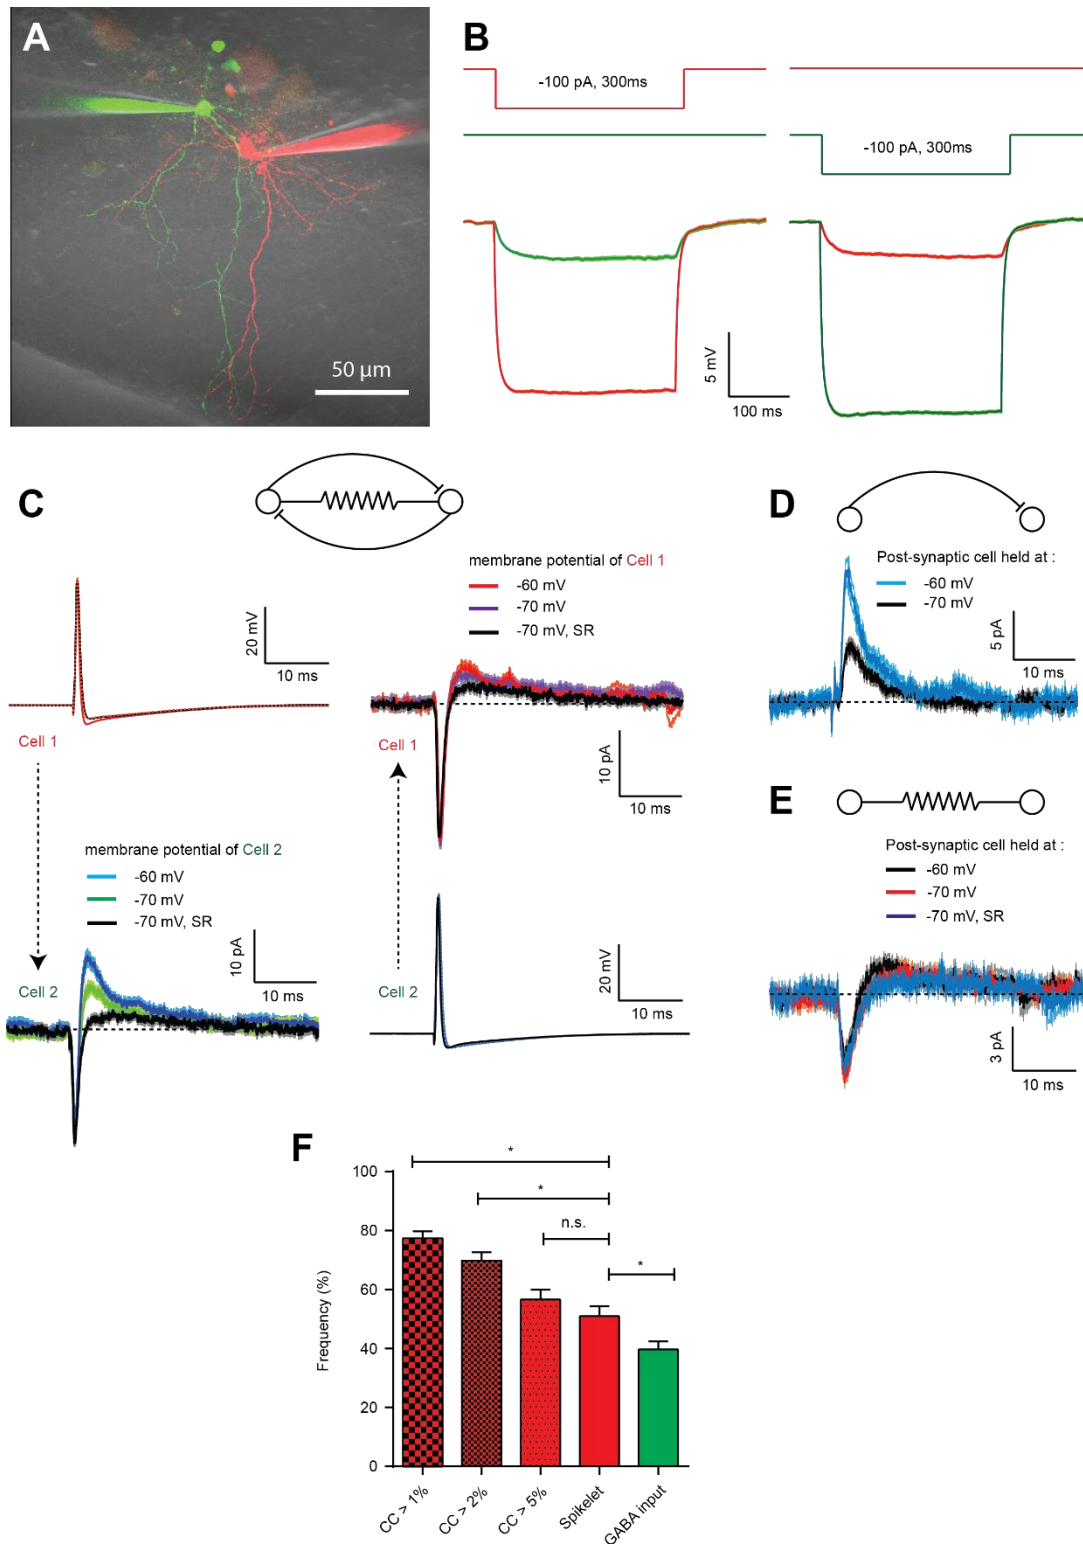 A
50 µm
B
-100 pA, 300ms
-100 pA, 300ms
5 mV
100 ms
C
20 mV
10 ms
Cell 1
membrane potential of Cell 1
-60 mV
-70 mV
-70 mV, SR
Cell 1
10 pA
10 ms
membrane potential of Cell 2
-60 mV
-70 mV
-70 mV, SR
10 pA
10 ms
Cell 2
Cell 2
20 mV
10 ms
D
Post-synaptic cell held at :
-60 mV
-70 mV
5 pA
10 ms
E
Post-synaptic cell held at :
-60 mV
-70 mV
-70 mV, SR
3 pA
10 ms
F
Frequency (%)
100
80
60
40
20
0
*
*
n.s.
*
CC > 1%
CC > 2%
CC > 5%
Spikelet
GABA input